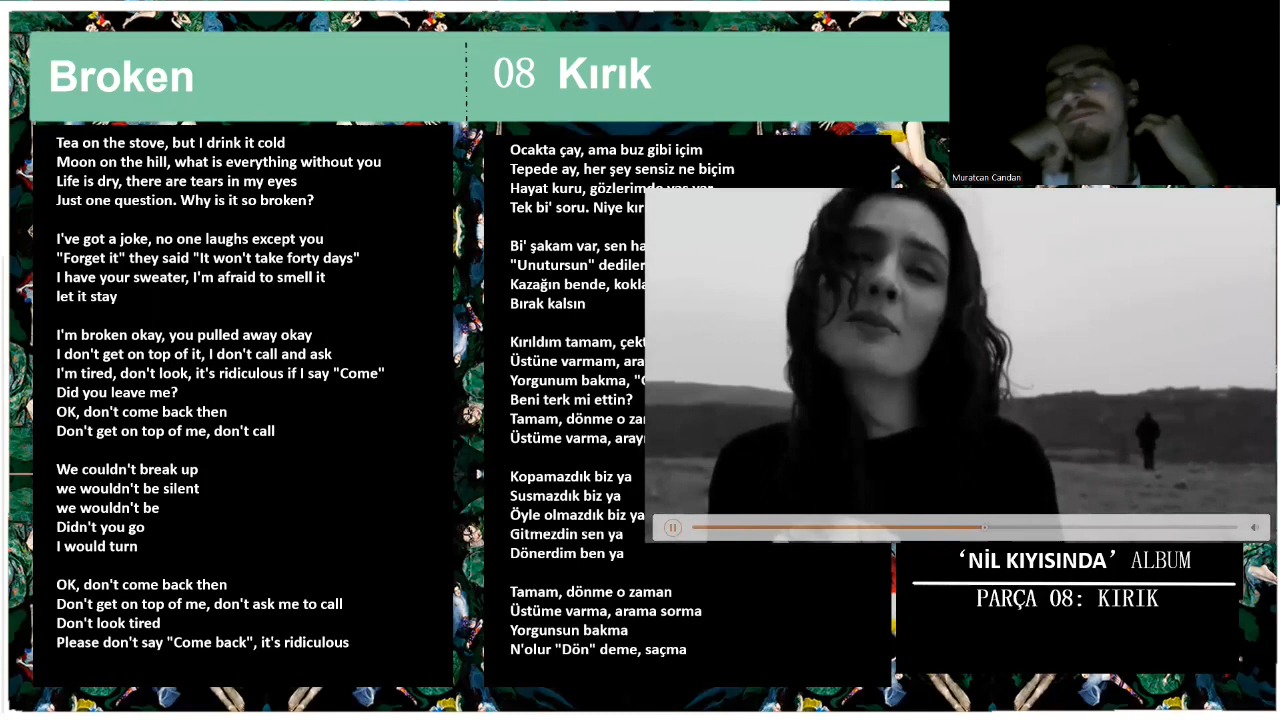 Broken
Tea on the stove, but I drink it cold
Moon on the hill, what is everything without you
Life is dry, there are tears in my eyes
Just one question. Why is it so broken?
I've got a joke, no one laughs except you
"Forget it" they said "It won't take forty days"
I have your sweater, I'm afraid to smell it
let it stay
I'm broken okay, you pulled away okay
I don't get on top of it, I don't call and ask
I'm tired, don't look, it's ridiculous if I say "Come"
Did you leave me?
OK, don't come back then
Don't get on top of me, don't call
We couldn't break up
we wouldn't be silent
we wouldn't be
Didn't you go
I would turn
OK, don't come back then
Don't get on top of me, don't ask me to call
Don't look tired
Please don't say "Come back", it's ridiculous
08 Kırık
Ocakta çay, ama buz gibi içim
Tepede ay, her şey sensiz ne biçim
Hayat kuru, gözlerimde yaş var
Tek bi' soru. Niye kır
Bi' şakam var, sen ha
"Unutursun" dediler
Kazağın bende, kokla
Bırak kalsın
Kırıldım tamam, çekt
Üstüne varmam, ara
Yorgunum bakma,
Beni terk mi ettin?
Tamam, dönme o zam
Üstüme varma, aray
Kopamazdık biz ya
Susmazdık biz ya
Öyle olmazdık biz ya
Gitmezdin sen ya
Dönerdim ben ya
Tamam, dönme o zaman
Üstüme varma, arama sorma
Yorgunsun bakma
N'olur "Dön" deme, saçma
Muratcan Candan
‘NİL KIYISINDA’ ALBUM
PARÇA 08: KIRIK